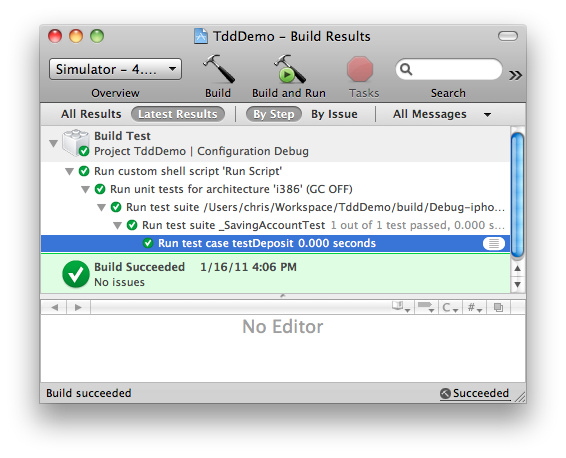 TddDemo – Build Results
Simulator – 4....
Overview
Build
Build and Run
Tasks
Search
All Results
Latest Results
By Step
By Issue
All Messages
Build Test
Project TddDemo | Configuration Debug
Run custom shell script 'Run Script'
Run unit tests for architecture 'i386' (GC OFF)
Run test suite /Users/chris/Workspace/TddDemo/build/Debug-ipho...
Run test suite _SavingAccountTest 1 out of 1 test passed, 0.000 s...
Run test case testDeposit 0.000 seconds
Build Succeeded 1/16/11 4:06 PM
No issues
C
#
No Editor
Build succeeded
Succeeded